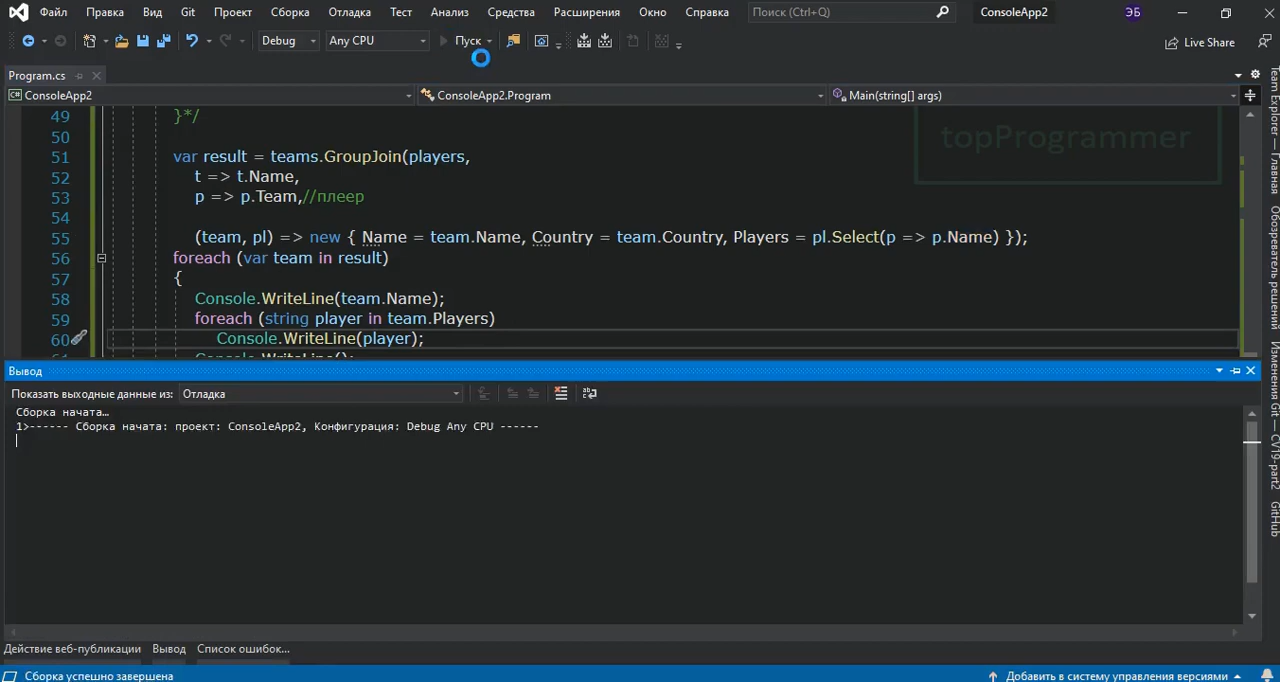 Файл Правка Вид Git Проект Сборка Отладка Тест Анализ Средства Расширения Окно Справка Поиск (Ctrl+Q) ConsoleApp2 ЭБ
Debug Any CPU Пуск Live Share
Program.cs
ConsoleApp2 ConsoleApp2.Program Main(string[] args)
topProgrammer
49 }*/
50
51 var result = teams.GroupJoin(players,
52 t => t.Name,
53 p => p.Team,//плеер
54
55 (team, pl) => new { Name = team.Name, Country = team.Country, Players = pl.Select(p => p.Name) });
56 foreach (var team in result)
57 {
58 Console.WriteLine(team.Name);
59 foreach (string player in team.Players)
60 Console.WriteLine(player);
61 Console.WriteLine();
Вывод
Показать выходные данные из: Отладка
Сборка начата…
1>------ Сборка начата: проект: ConsoleApp2, Конфигурация: Debug Any CPU ------
Действие веб-публикации Вывод Список ошибок...
Сборка успешно завершена Добавить в систему управления версиями
Team Explorer — Главная
Обозреватель решений
Изменения Git — CV19-part2
GitHub